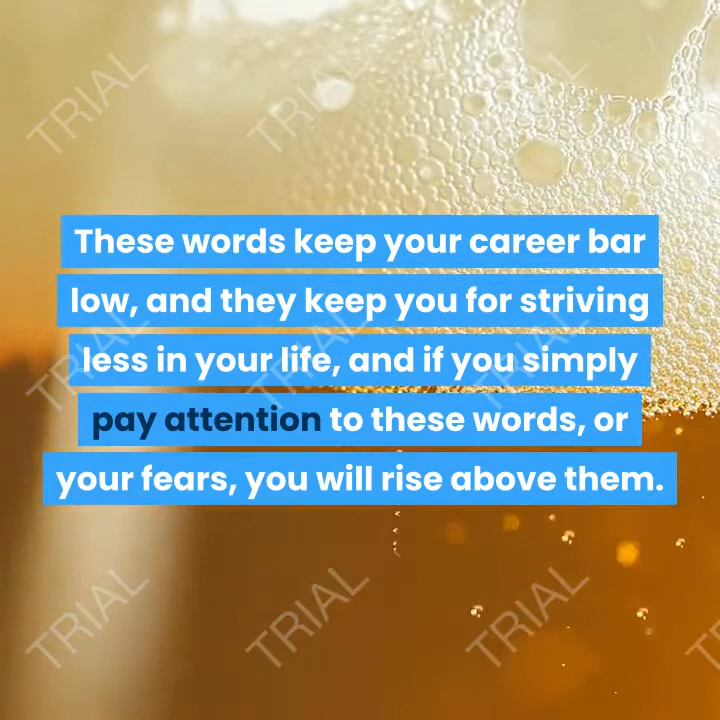 TRIAL TRIAL TRIAL
These words keep your career bar
low, and they keep you for striving
TRIAL TRIAL TRIAL
less in your life, and if you simply
pay attention to these words, or
your fears, you will rise above them.
TRIAL TRIAL TRIAL